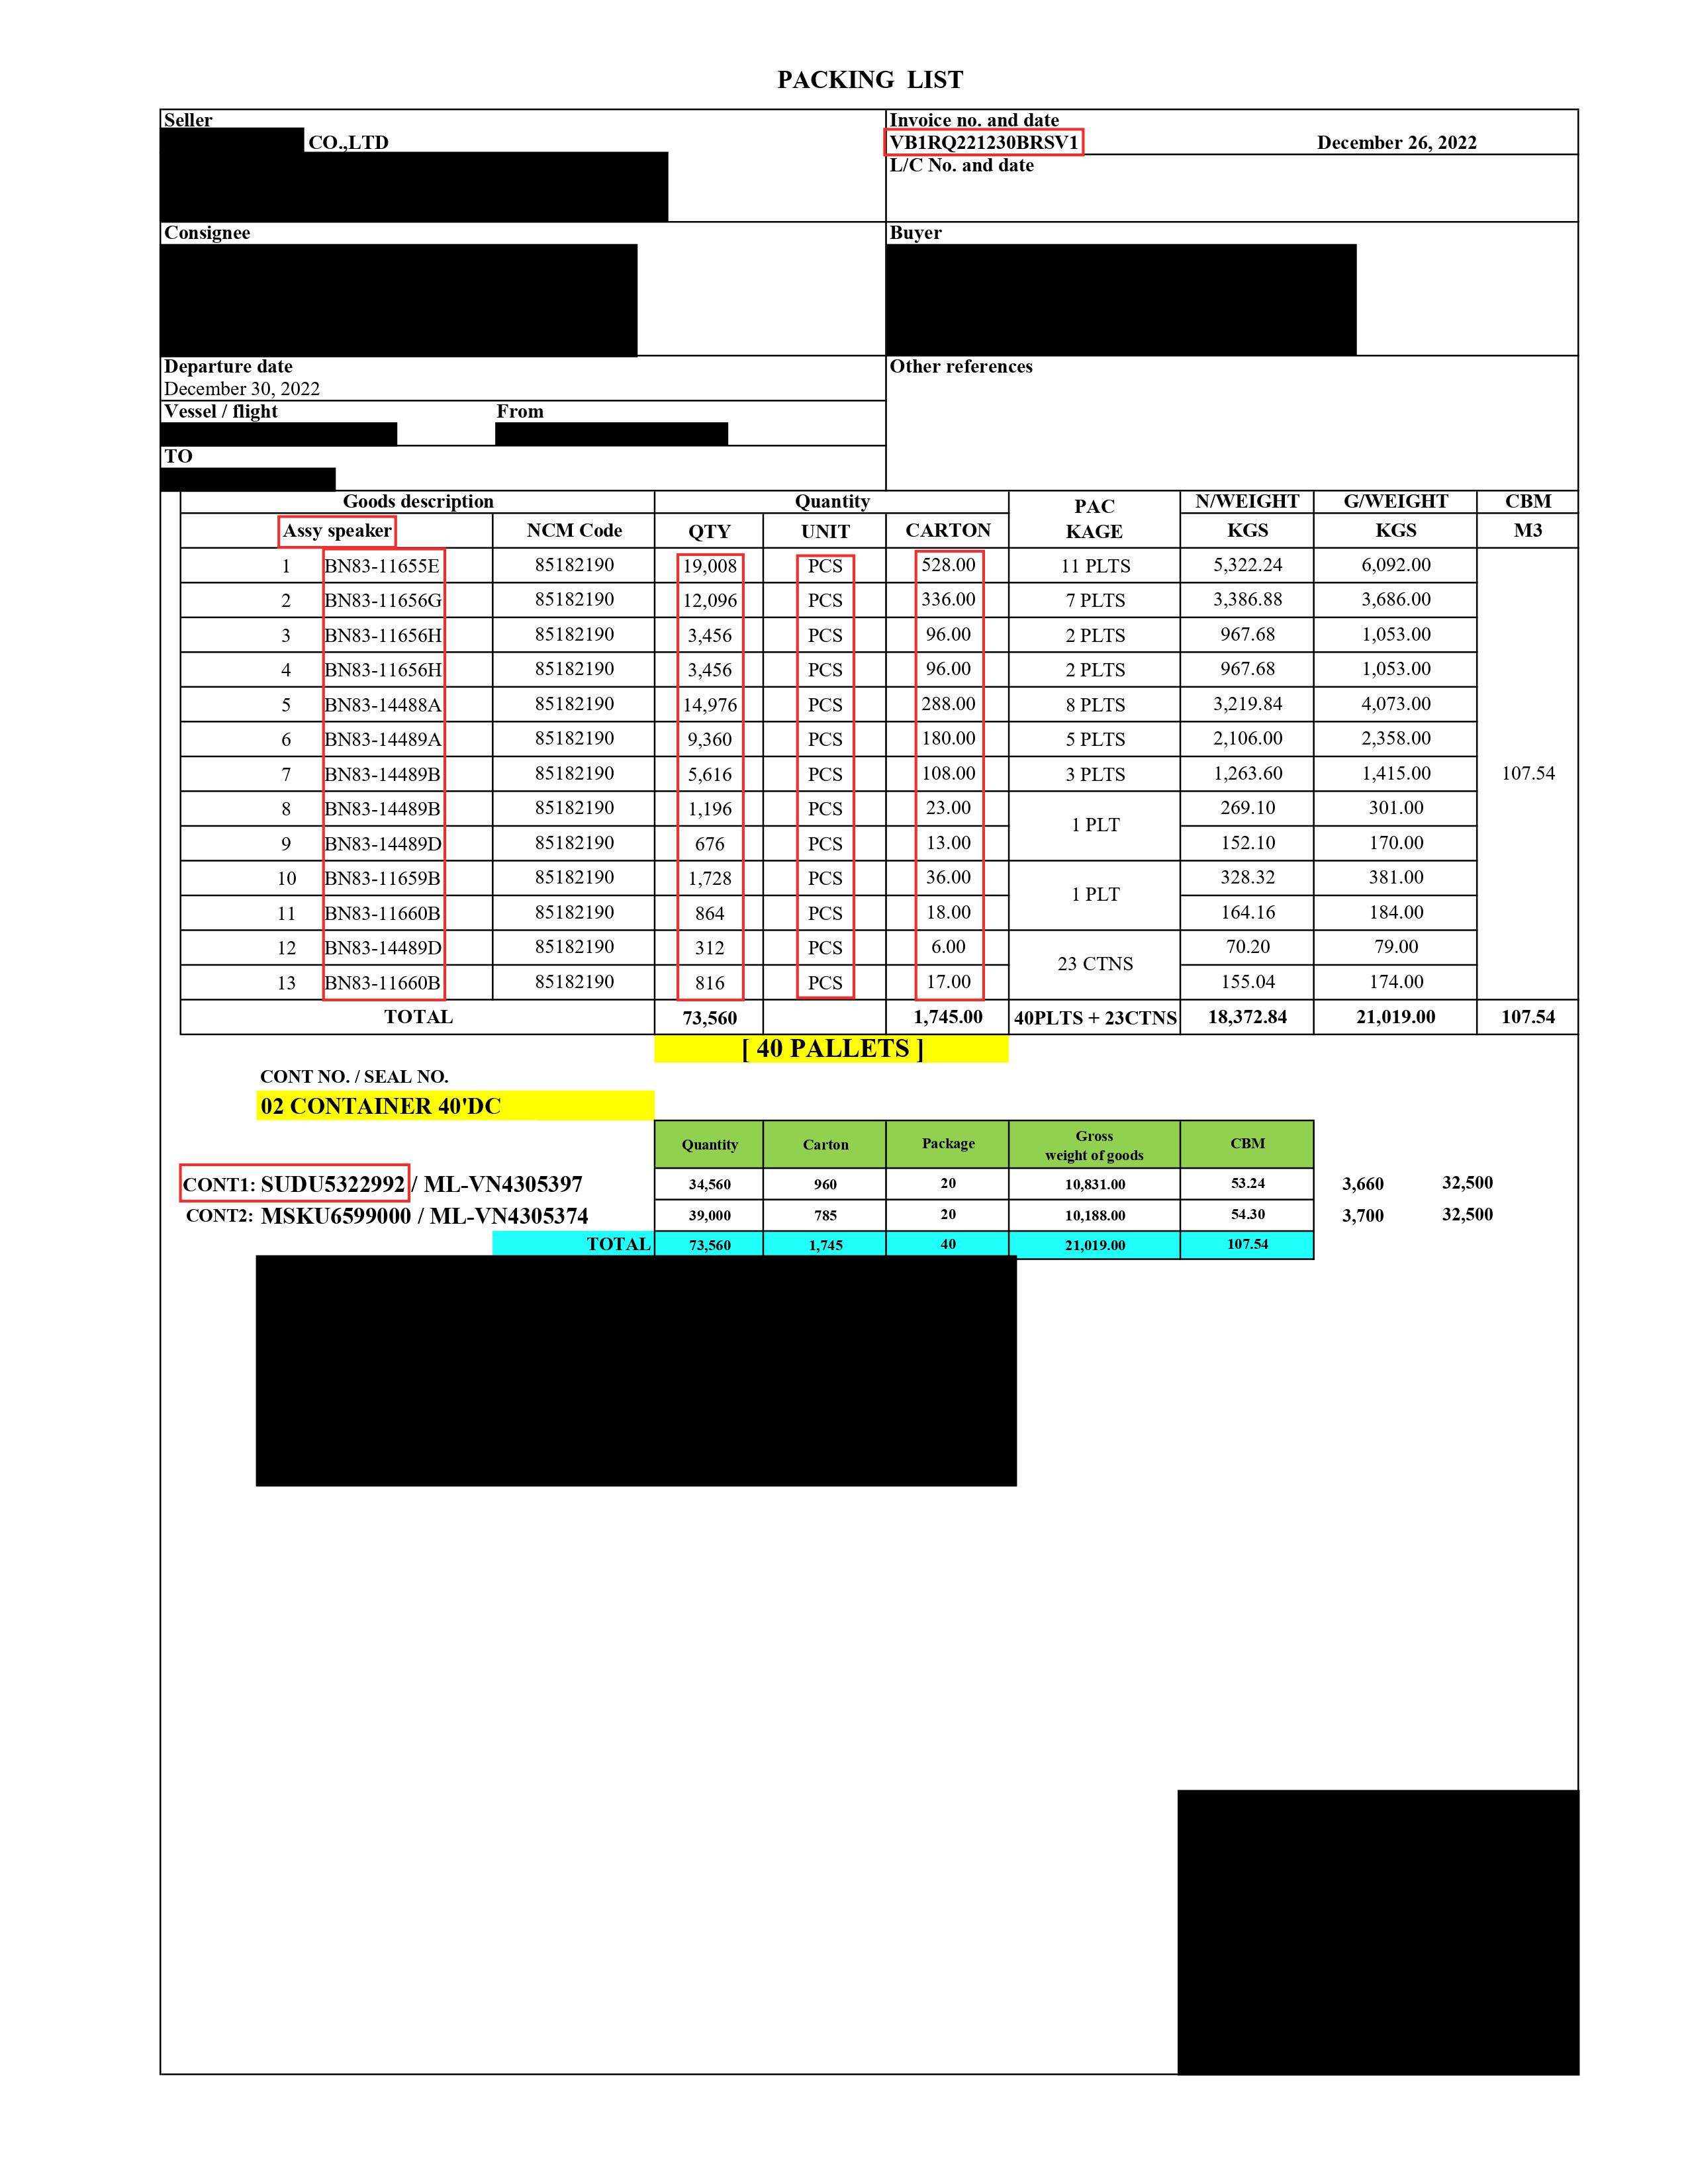 PACKING LIST
Seller
CO.,LTD
Invoice no. and date
VB1RQ221230BRSV1 December 26, 2022
L/C No. and date
Consignee
Buyer
Departure date
December 30, 2022
Other references
Vessel / flight From
TO
Goods description Quantity PAC KAGE N/WEIGHT G/WEIGHT CBM
Assy speaker NCM Code QTY UNIT CARTON KGS KGS M3
1 BN83-11655E 85182190 19,008 PCS 528.00 11 PLTS 5,322.24 6,092.00
2 BN83-11656G 85182190 12,096 PCS 336.00 7 PLTS 3,386.88 3,686.00
3 BN83-11656H 85182190 3,456 PCS 96.00 2 PLTS 967.68 1,053.00
4 BN83-11656H 85182190 3,456 PCS 96.00 2 PLTS 967.68 1,053.00
5 BN83-14488A 85182190 14,976 PCS 288.00 8 PLTS 3,219.84 4,073.00
6 BN83-14489A 85182190 9,360 PCS 180.00 5 PLTS 2,106.00 2,358.00
7 BN83-14489B 85182190 5,616 PCS 108.00 3 PLTS 1,263.60 1,415.00 107.54
8 BN83-14489B 85182190 1,196 PCS 23.00 1 PLT 269.10 301.00
9 BN83-14489D 85182190 676 PCS 13.00 152.10 170.00
10 BN83-11659B 85182190 1,728 PCS 36.00 1 PLT 328.32 381.00
11 BN83-11660B 85182190 864 PCS 18.00 164.16 184.00
12 BN83-14489D 85182190 312 PCS 6.00 23 CTNS 70.20 79.00
13 BN83-11660B 85182190 816 PCS 17.00 155.04 174.00
TOTAL 73,560 1,745.00 40PLTS + 23CTNS 18,372.84 21,019.00 107.54
[ 40 PALLETS ]
CONT NO. / SEAL NO.
02 CONTAINER 40'DC
Quantity Carton Package Gross weight of goods CBM
CONT1: SUDU5322992 / ML-VN4305397 34,560 960 20 10,831.00 53.24 3,660 32,500
CONT2: MSKU6599000 / ML-VN4305374 39,000 785 20 10,188.00 54.30 3,700 32,500
TOTAL 73,560 1,745 40 21,019.00 107.54